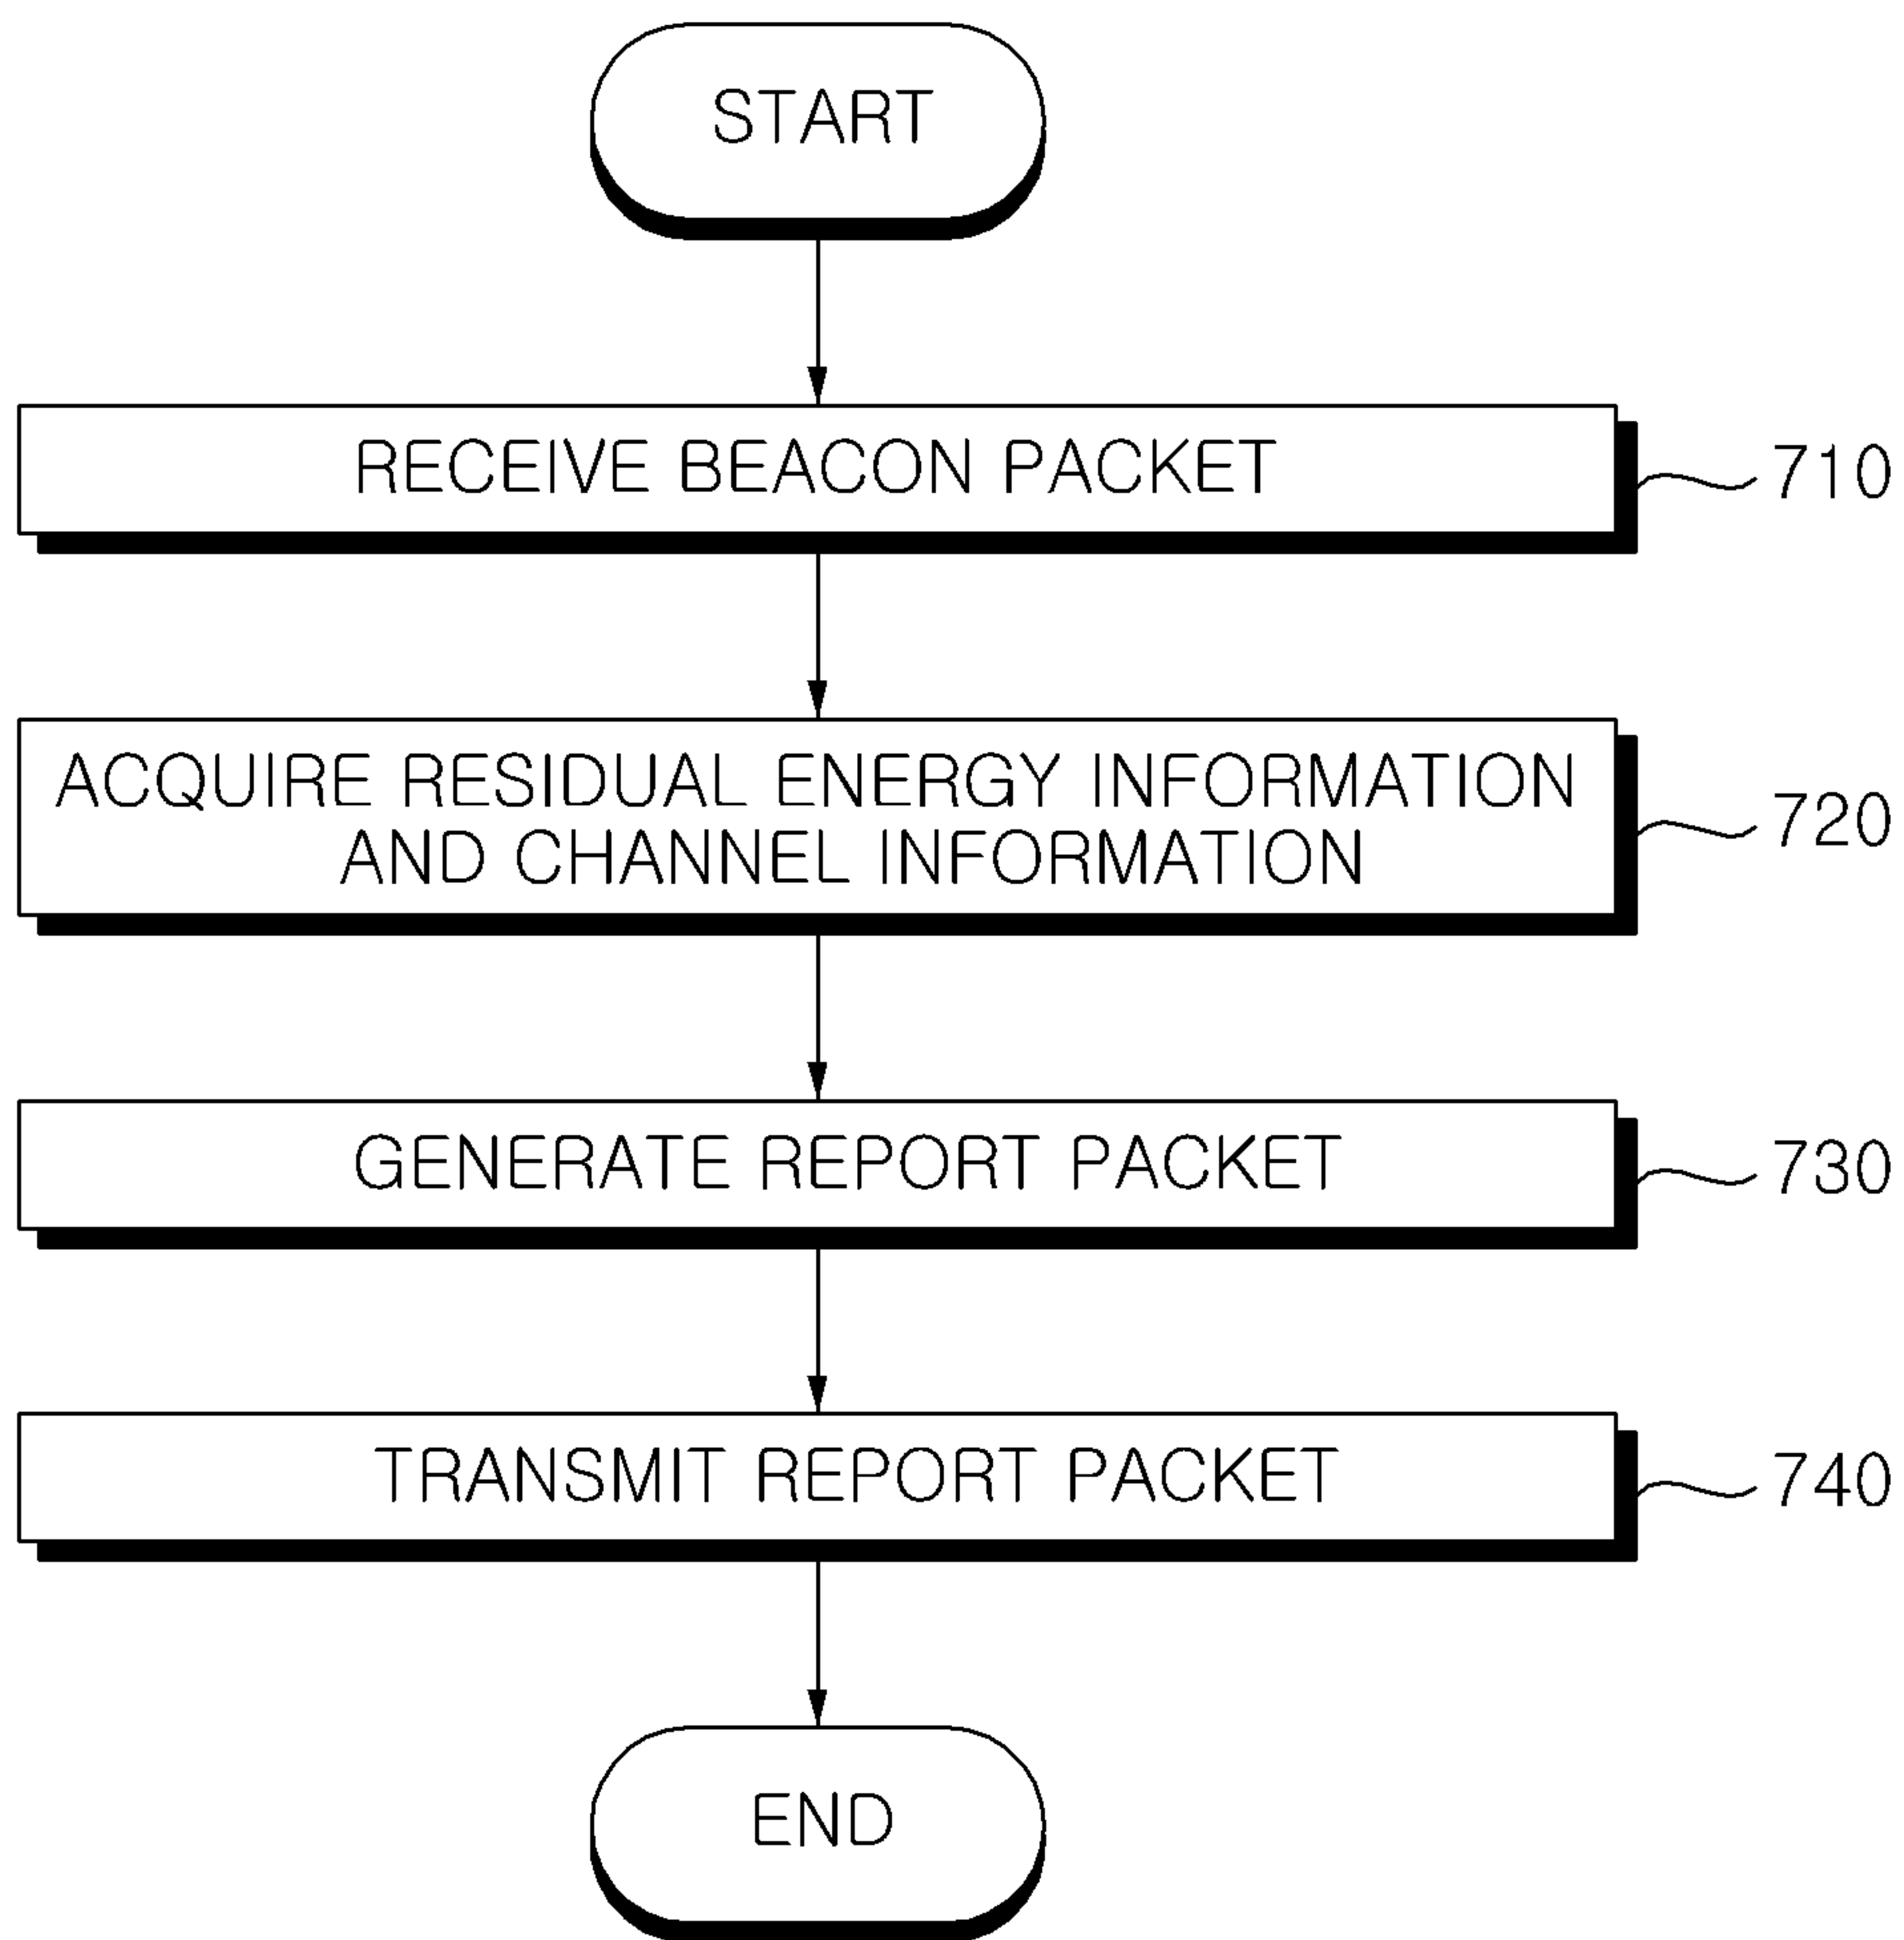 START
RECEIVE BEACON PACKET
710
ACQUIRE RESIDUAL ENERGY INFORMATION
AND CHANNEL INFORMATION
720
GENERATE REPORT PACKET
730
TRANSMIT REPORT PACKET
740
END